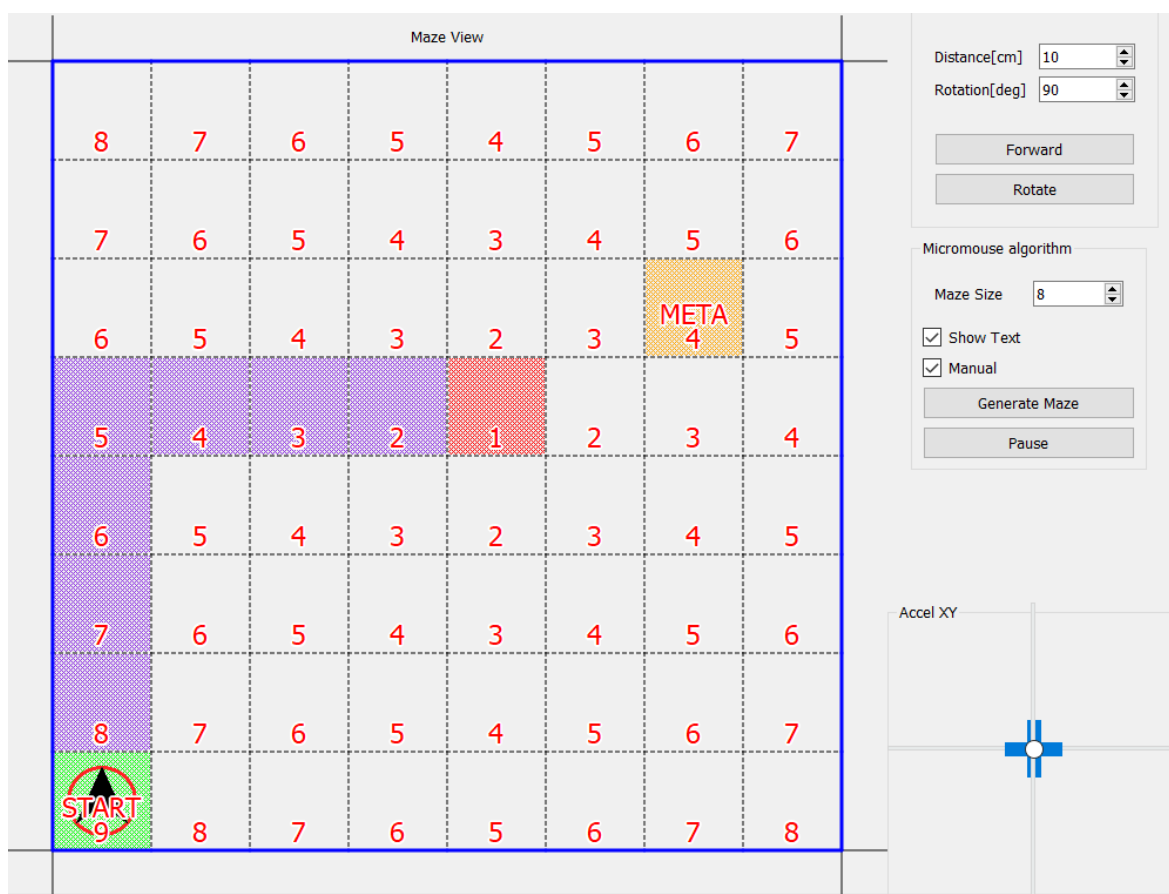 Maze View
8 7 6 5 4 5 6 7
7 6 5 4 3 4 5 6
META
6 5 4 3 2 3 4 5
5 4 3 2 1 2 3 4
6 5 4 3 2 3 4 5
7 6 5 4 3 4 5 6
8 7 6 5 4 5 6 7
START
9 8 7 6 5 6 7 8
Distance[cm] 10
Rotation[deg] 90
Forward
Rotate
Micromouse algorithm
Maze Size 8
Show Text
Manual
Generate Maze
Pause
Accel XY